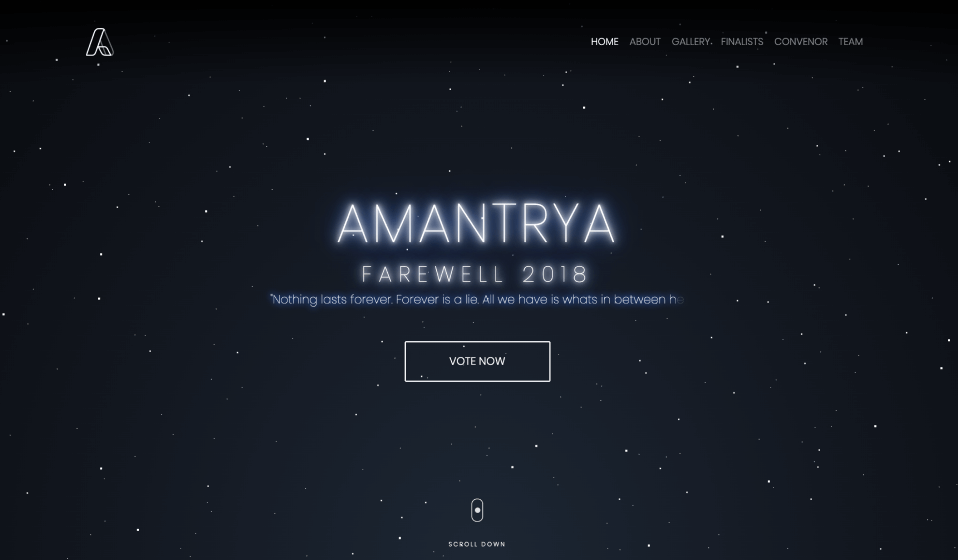 HOME ABOUT GALLERY FINALISTS CONVENOR TEAM
AMANTRYA
FAREWELL 2018
"Nothing lasts forever. Forever is a lie. All we have is whats in between he
VOTE NOW
SCROLL DOWN